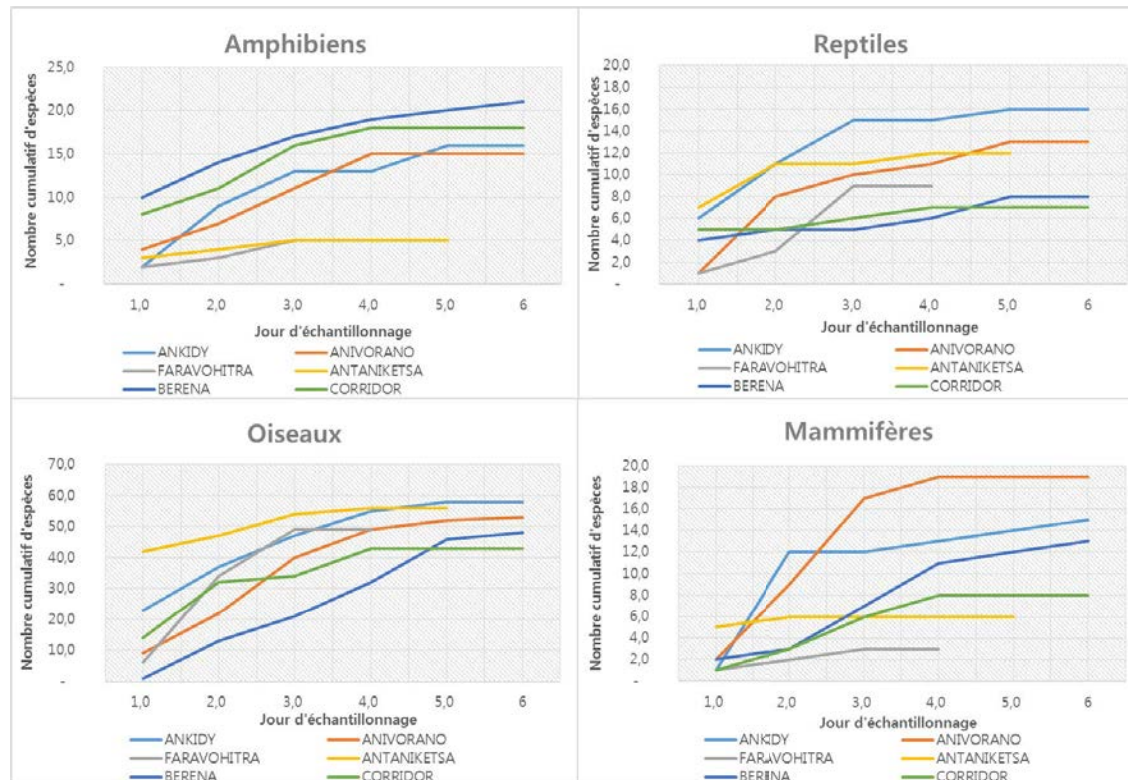 Amphibiens
Nombre cumulatif d'espèces
25,0
20,0
15,0
10,0
5,0
-
1,0 2,0 3,0 4,0 5,0 6
Jour d'échantillonnage
ANKIDY ANIVORANO
FARAVOHITRA ANTANIKETSA
BERENA CORRIDOR
Reptiles
Nombre cumulatif d'espèces
20,0
18,0
16,0
14,0
12,0
10,0
8,0
6,0
4,0
2,0
-
1,0 2,0 3,0 4,0 5,0 6
Jour d'échantillonnage
ANKIDY ANIVORANO
FARAVOHITRA ANTANIKETSA
BERENA CORRIDOR
Oiseaux
Nombre cumulatif d'espèces
70,0
60,0
50,0
40,0
30,0
20,0
10,0
-
1,0 2,0 3,0 4,0 5,0 6
Jour d'échantillonnage
ANKIDY ANIVORANO
FARAVOHITRA ANTANIKETSA
BERENA CORRIDOR
Mammifères
Nombre cumulatif d'espèces
20,0
18,0
16,0
14,0
12,0
10,0
8,0
6,0
4,0
2,0
-
1,0 2,0 3,0 4,0 5,0 6
Jour d'échantillonnage
ANKIDY ANIVORANO
FARAVOHITRA ANTANIKETSA
BERENA CORRIDOR